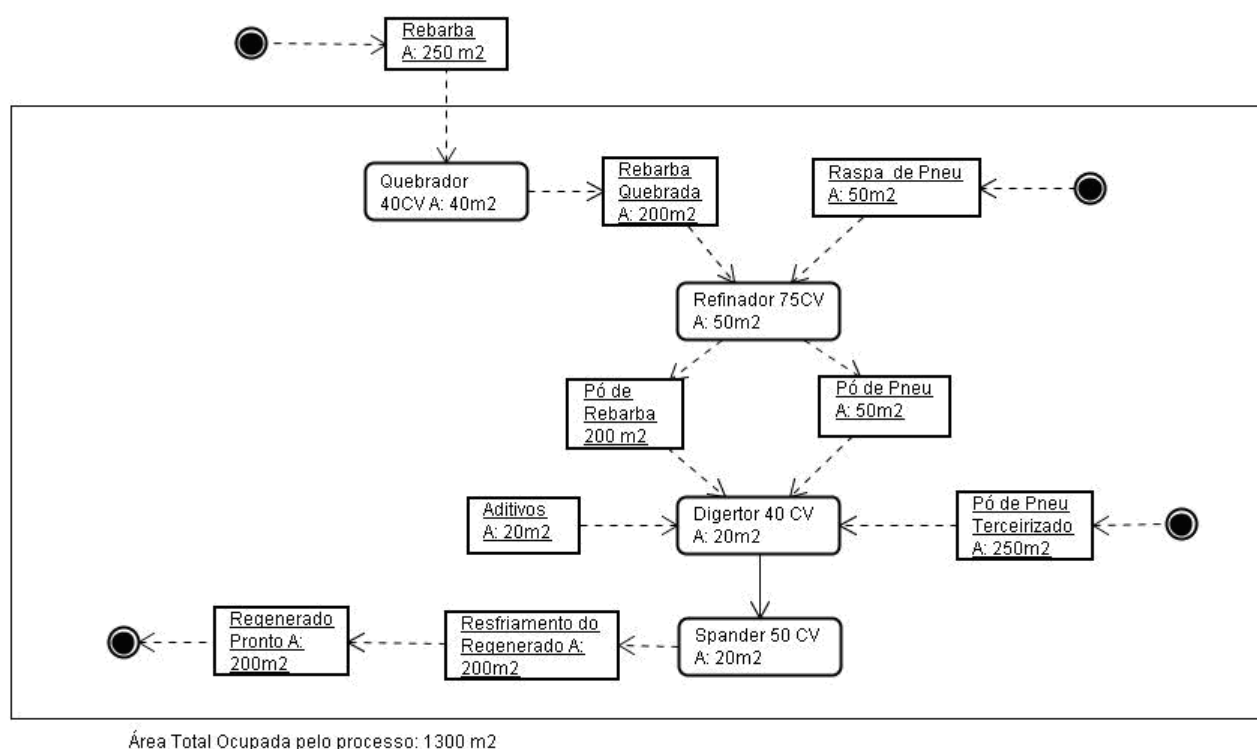 Rebarba
A: 250 m2
Quebrador
40CV A: 40m2
Rebarba
Quebrada
A: 200m2
Raspa de Pneu
A: 50m2
Refinador 75CV
A: 50m2
Pó de
Rebarba
200 m2
Pó de Pneu
A: 50m2
Aditivos
A: 20m2
Digertor 40 CV
A: 20m2
Pó de Pneu
Terceirizado
A: 250m2
Regenerado
Pronto A:
200m2
Resfriamento do
Regenerado A:
200m2
Spander 50 CV
A: 20m2
Área Total Ocupada pelo processo: 1300 m2